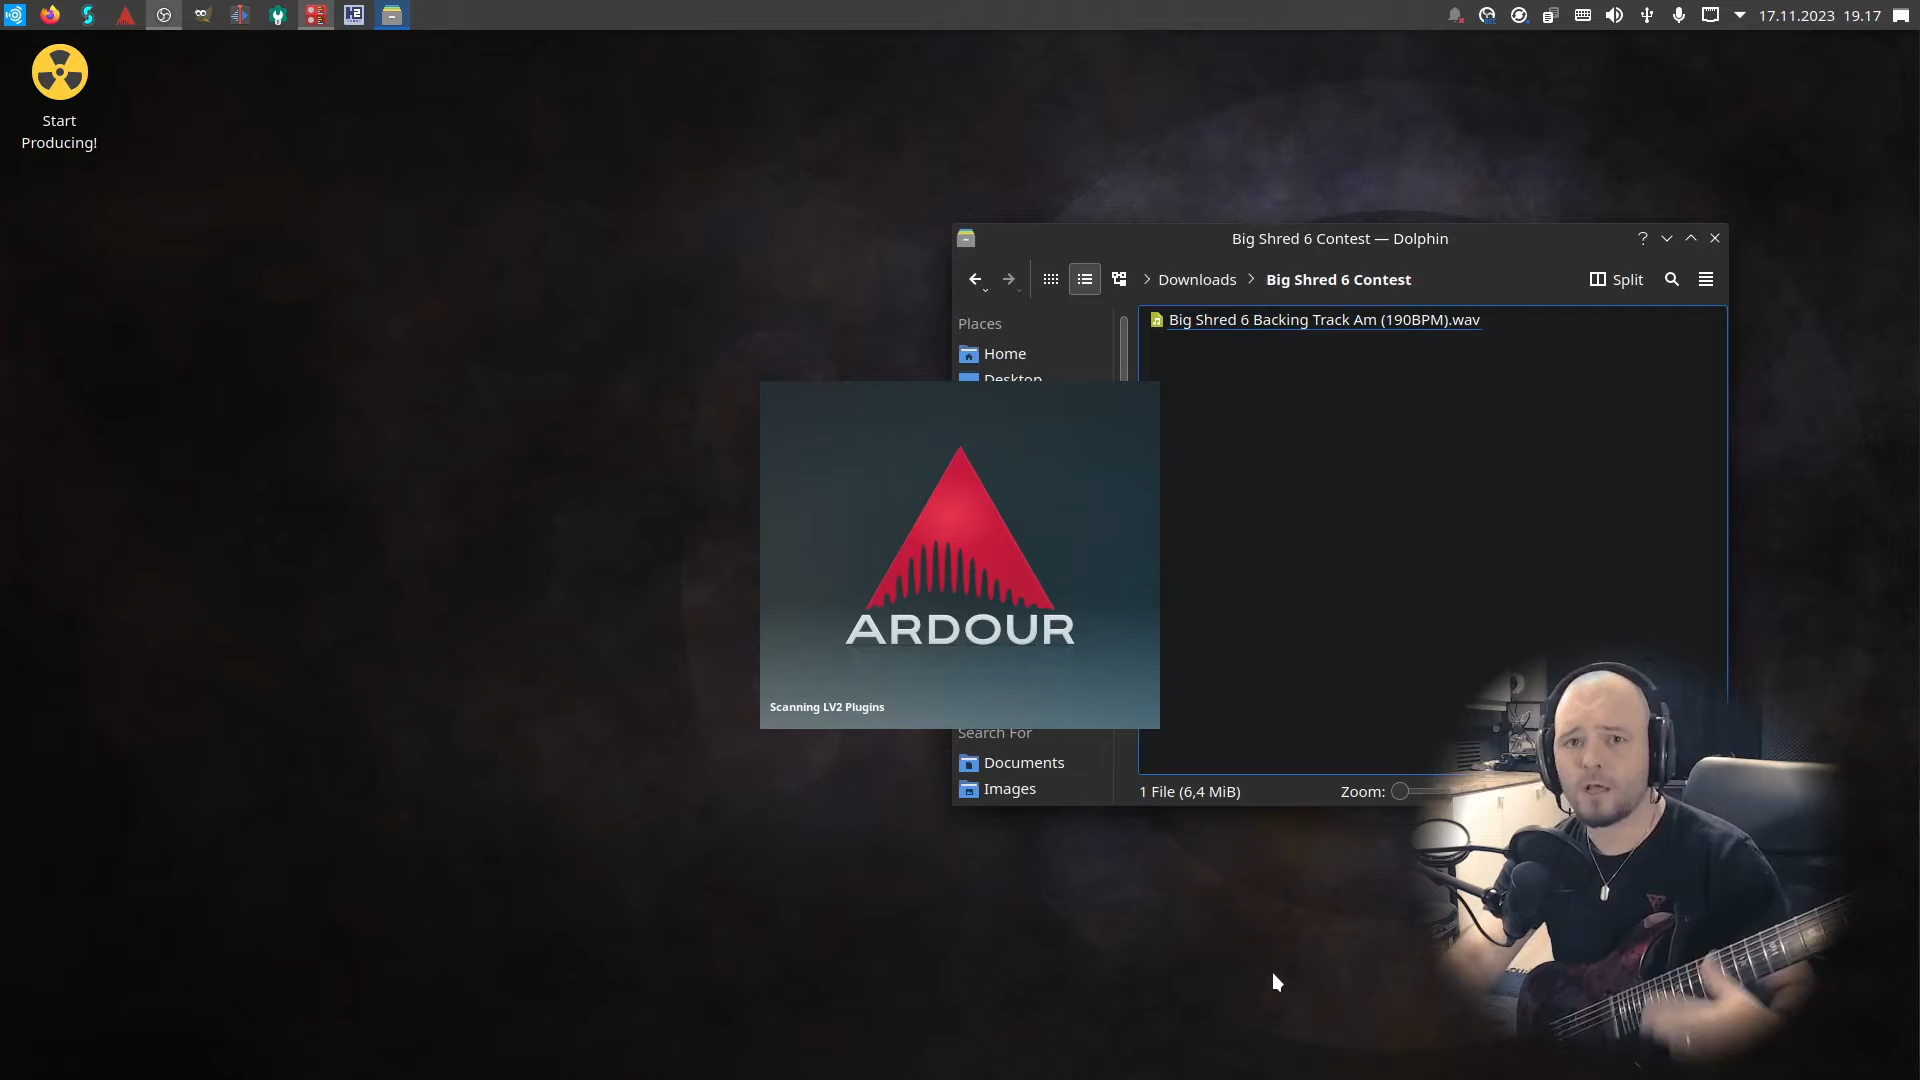 17.11.2023 19.17
Start
Producing!
Big Shred 6 Contest — Dolphin
Downloads
Big Shred 6 Contest
Split
Places
Home
Desktop
Big Shred 6 Backing Track Am (190BPM).wav
ARDOUR
Scanning LV2 Plugins
Search For
Documents
Images
1 File (6,4 MiB)
Zoom: